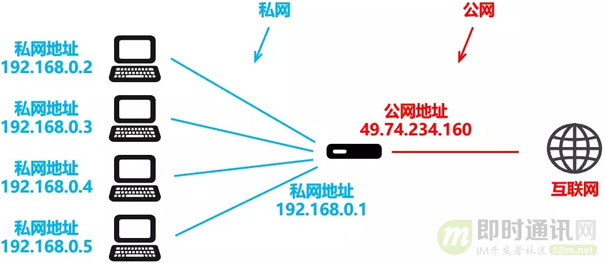 私网
公网
私网地址
192.168.0.2
私网地址
192.168.0.3
私网地址
192.168.0.4
私网地址
192.168.0.5
私网地址
192.168.0.1
公网地址
49.74.234.160
互联网
即时通讯网
IM开发者社区 52im.net